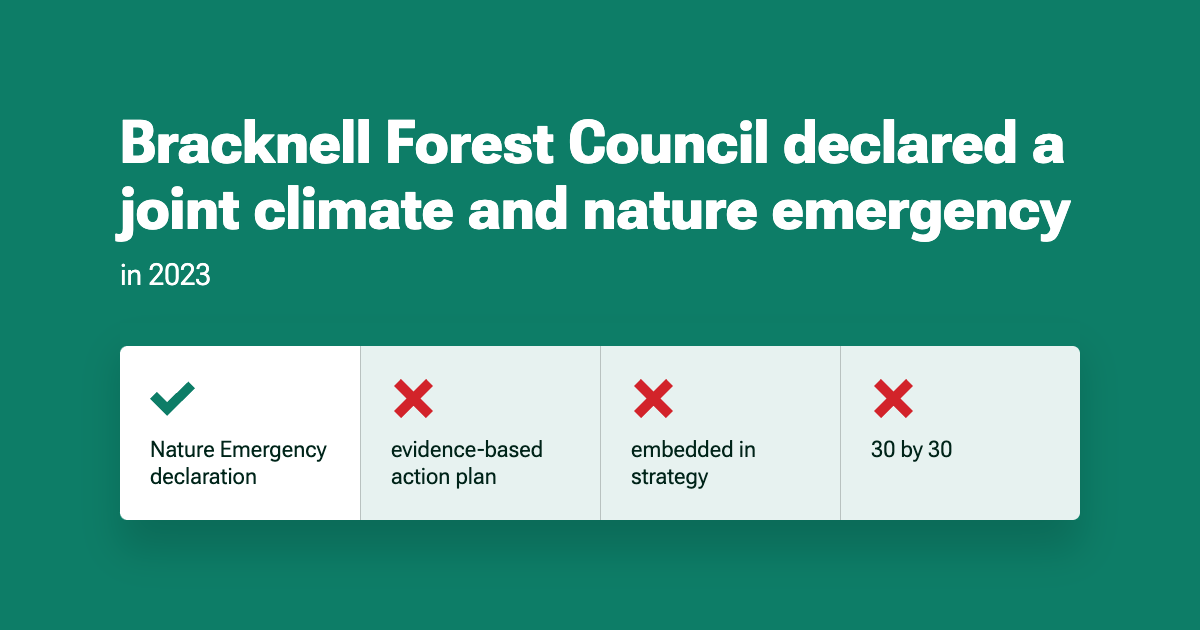 Bracknell Forest Council declared a
joint climate and nature emergency
in 2023
Nature Emergency
declaration
evidence-based
action plan
embedded in
strategy
30 by 30